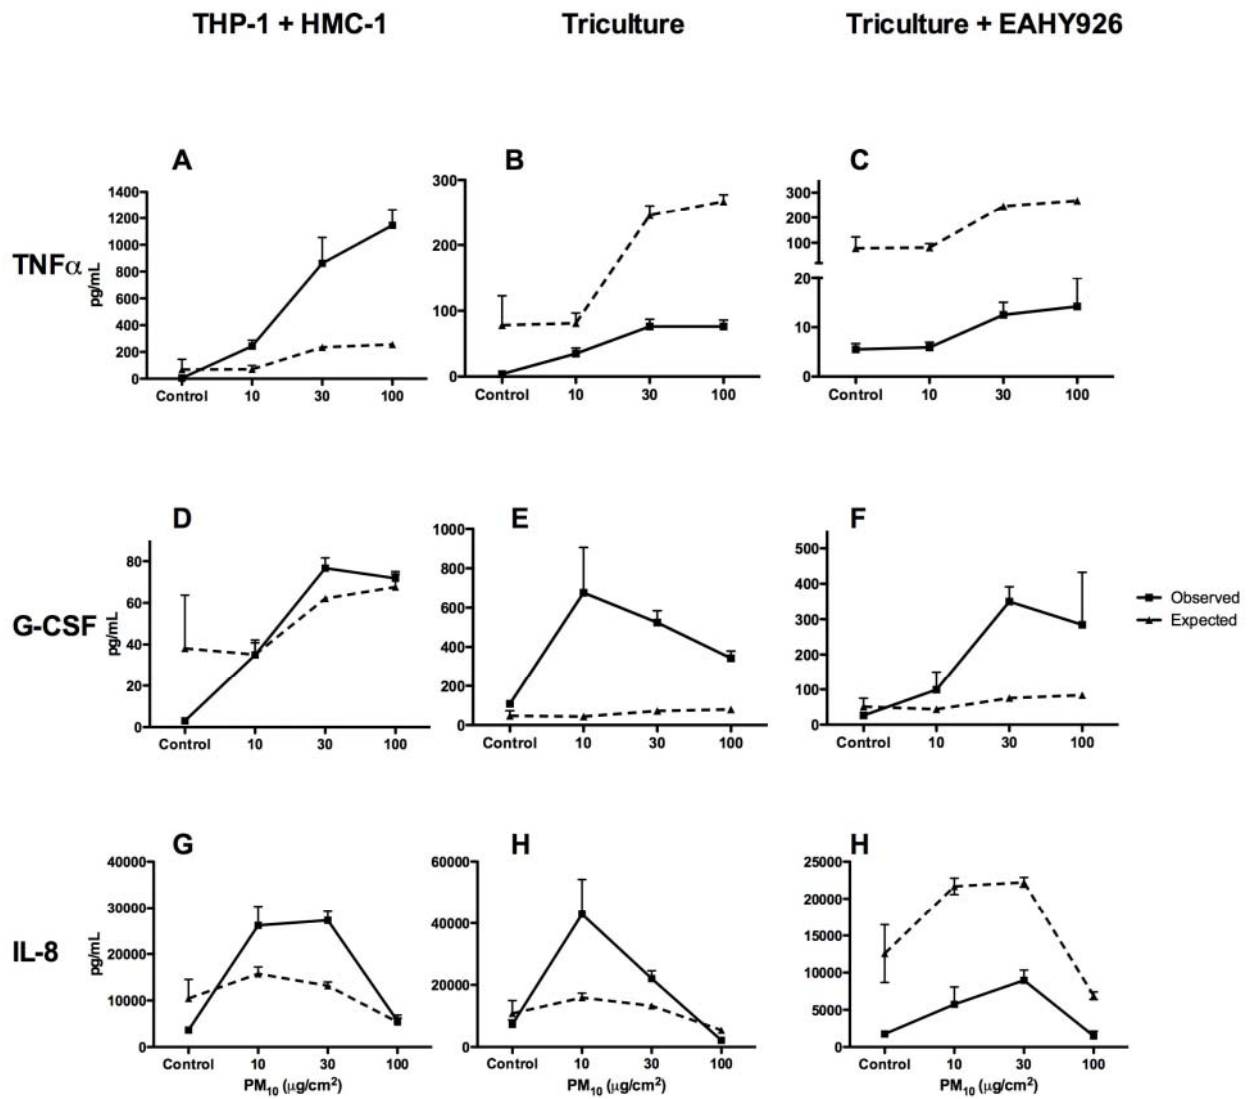 THP-1 + HMC-1 Triculture Triculture + EAHY926
A B C
TNFα
pg/mL
1400
1200
1000
800
600
400
200
0
Control 10 30 100
300
200
100
0
Control 10 30 100
300
200
100
20
10
0
Control 10 30 100
D E F
G-CSF
pg/mL
80
60
40
20
0
Control 10 30 100
1000
800
600
400
200
0
Control 10 30 100
500
400
300
200
100
0
Control 10 30 100
Observed
Expected
G H H
IL-8
pg/mL
40000
30000
20000
10000
0
Control 10 30 100
PM10 (μg/cm2)
60000
40000
20000
0
Control 10 30 100
PM10 (μg/cm2)
25000
20000
15000
10000
5000
0
Control 10 30 100
PM10 (μg/cm2)